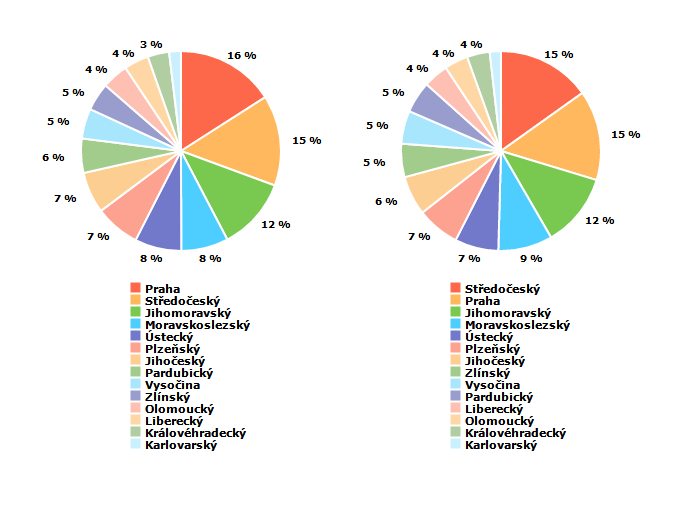 3 %
4 %
16 %
4 %
5 %
5 %
15 %
6 %
7 %
12 %
7 %
8 %
8 %
Praha
Středočeský
Jihomoravský
Moravskoslezský
Ústecký
Plzeňský
Jihočeský
Pardubický
Vysočina
Zlínský
Olomoucký
Liberecký
Královéhradecký
Karlovarský
4 %
4 %
15 %
4 %
5 %
5 %
15 %
5 %
6 %
12 %
7 %
7 %
9 %
Středočeský
Praha
Jihomoravský
Moravskoslezský
Ústecký
Plzeňský
Jihočeský
Zlínský
Vysočina
Pardubický
Liberecký
Olomoucký
Královéhradecký
Karlovarský